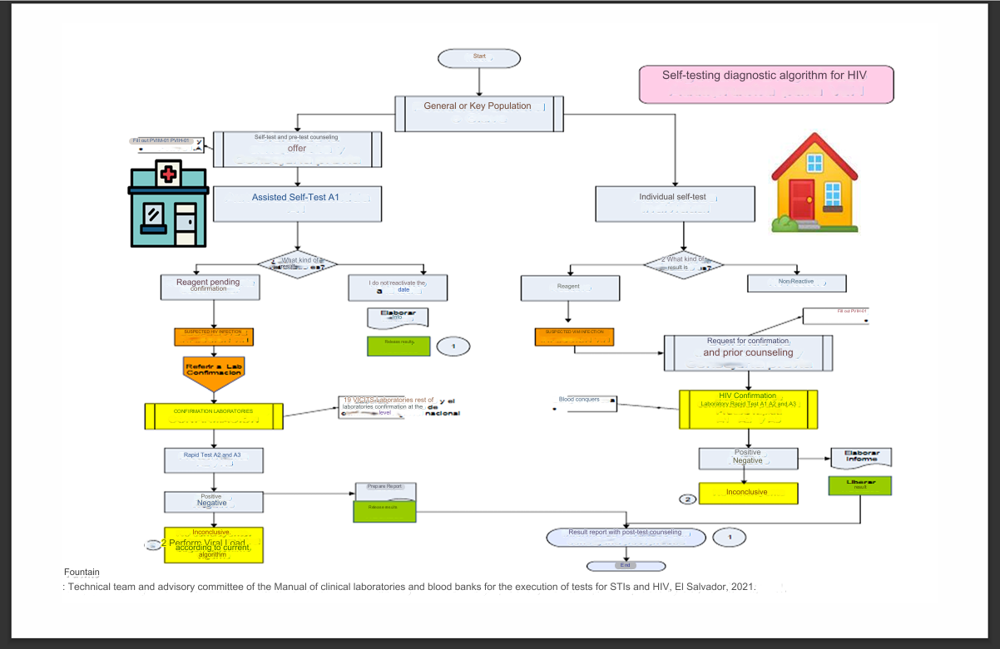 Start
Self-testing diagnostic algorithm for HIV
General or Key Population
Fill out PVIM-01 PVIH-01
Self-test and pre-test counseling
offer
Assisted Self-Test A1
Individual self-test
What kind of
result
2 What kind of
result is
Reagent pending
confirmation
I do not reactivate the
date
Reagent
Non-Reactive
Elaborar
Info
Fill out PVIH-01
SUSPECTED HIV INFECTION
Release results
1
SUSPECTED VIM INFECTION
Request for confirmation
and prior counseling
Referir a Lab
Confirmacion
19 VICITS Laboratories rest of y el
laboratories confirmation at the de
level nacional
Blood conquers
HIV Confirmation
Laboratory Rapid Test A1 A2 and A3
CONFIRMATION LABORATORIES
Rapid Test A2 and A3
Positive
Negative
Elaborar
Informe
Positive
Negative
Prepare Report
Release results
Inconclusive
2
Liberar
result
Inconclusive.
2 Perform Viral Load
according to current
algorithm
Result report with post-test counseling
1
End
Fountain
: Technical team and advisory committee of the Manual of clinical laboratories and blood banks for the execution of tests for STIs and HIV, El Salvador, 2021.